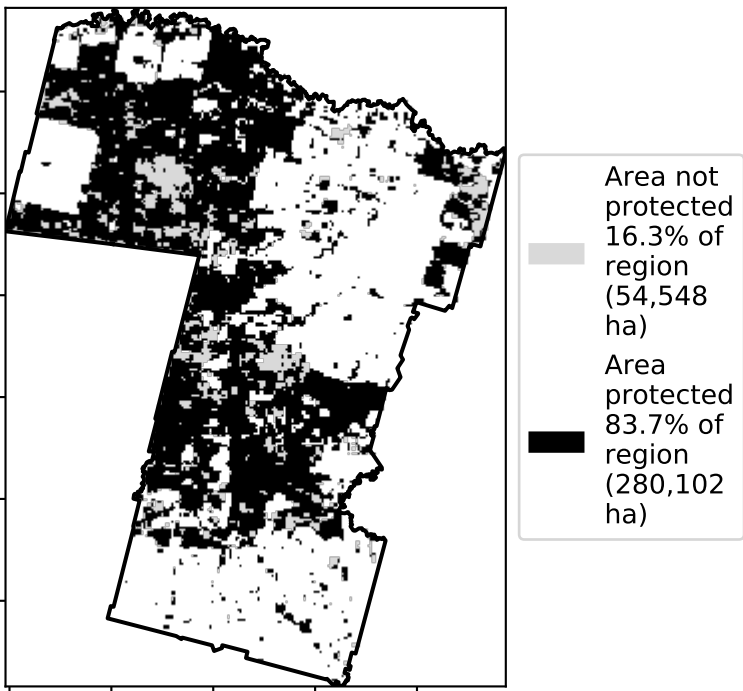 Area not
protected
16.3% of
region
(54,548
ha)
Area
protected
83.7% of
region
(280,102
ha)